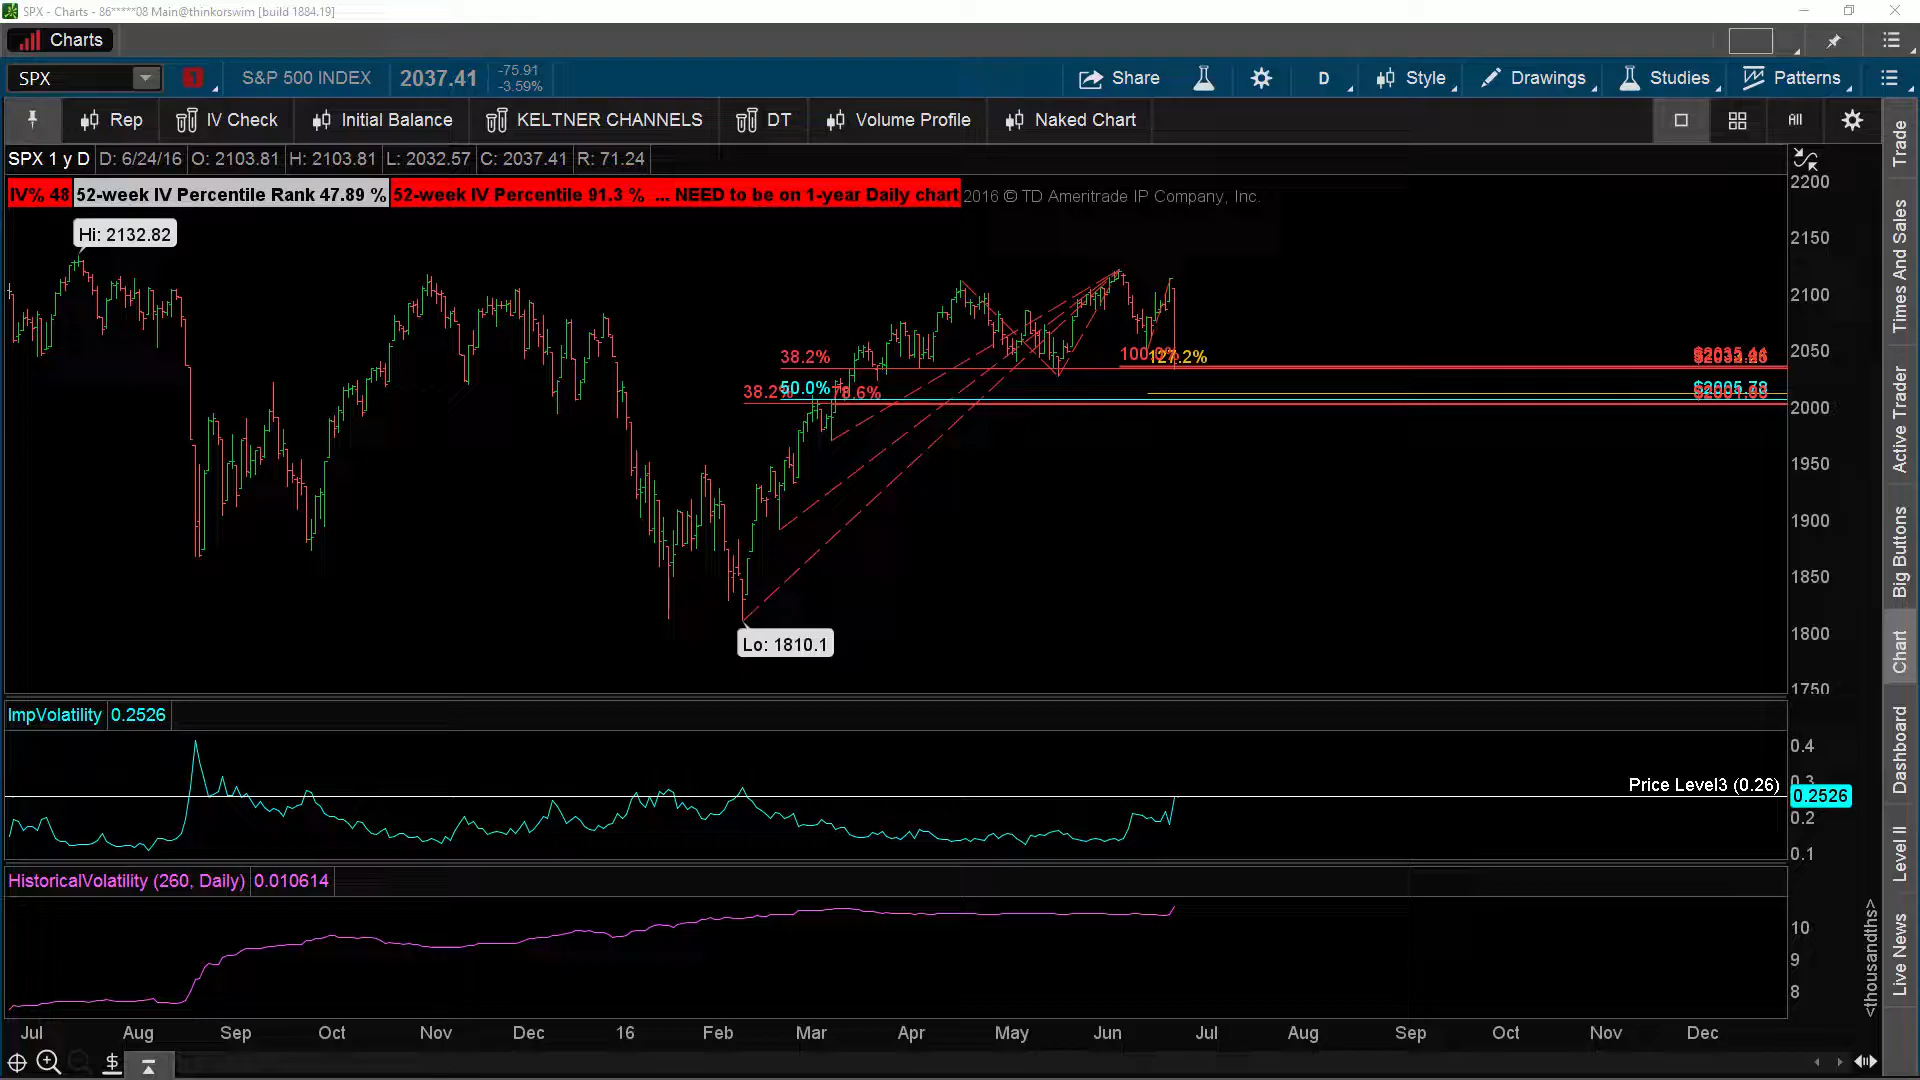 SPX - Charts - 86*****08 Main@thinkorswim [build 1884.19]
Charts
SPX 1 S&P 500 INDEX 2037.41 -75.91 -3.59% Share D Style Drawings Studies Patterns
Rep IV Check Initial Balance KELTNER CHANNELS DT Volume Profile Naked Chart All
SPX 1 y D D: 6/24/16 O: 2103.81 H: 2103.81 L: 2032.57 C: 2037.41 R: 71.24
IV% 48 52-week IV Percentile Rank 47.89 % 52-week IV Percentile 91.3 % ... NEED to be on 1-year Daily chart 2016 © TD Ameritrade IP Company, Inc.
2200
Hi: 2132.82
2150
2100
2050
38.2% 127.2%
38.2% 50.0% 78.6% $2005.78
2000
1950
1900
1850
1800
Lo: 1810.1
1750
ImpVolatility 0.2526
0.4
0.3
Price Level3 (0.26)
0.2526
0.2
0.1
HistoricalVolatility (260, Daily) 0.010614
10
9
8
<thousandths>
Jul Aug Sep Oct Nov Dec 16 Feb Mar Apr May Jun Jul Aug Sep Oct Nov Dec
$
Trade
Times And Sales
Active Trader
Big Buttons
Chart
Dashboard
Level II
Live News